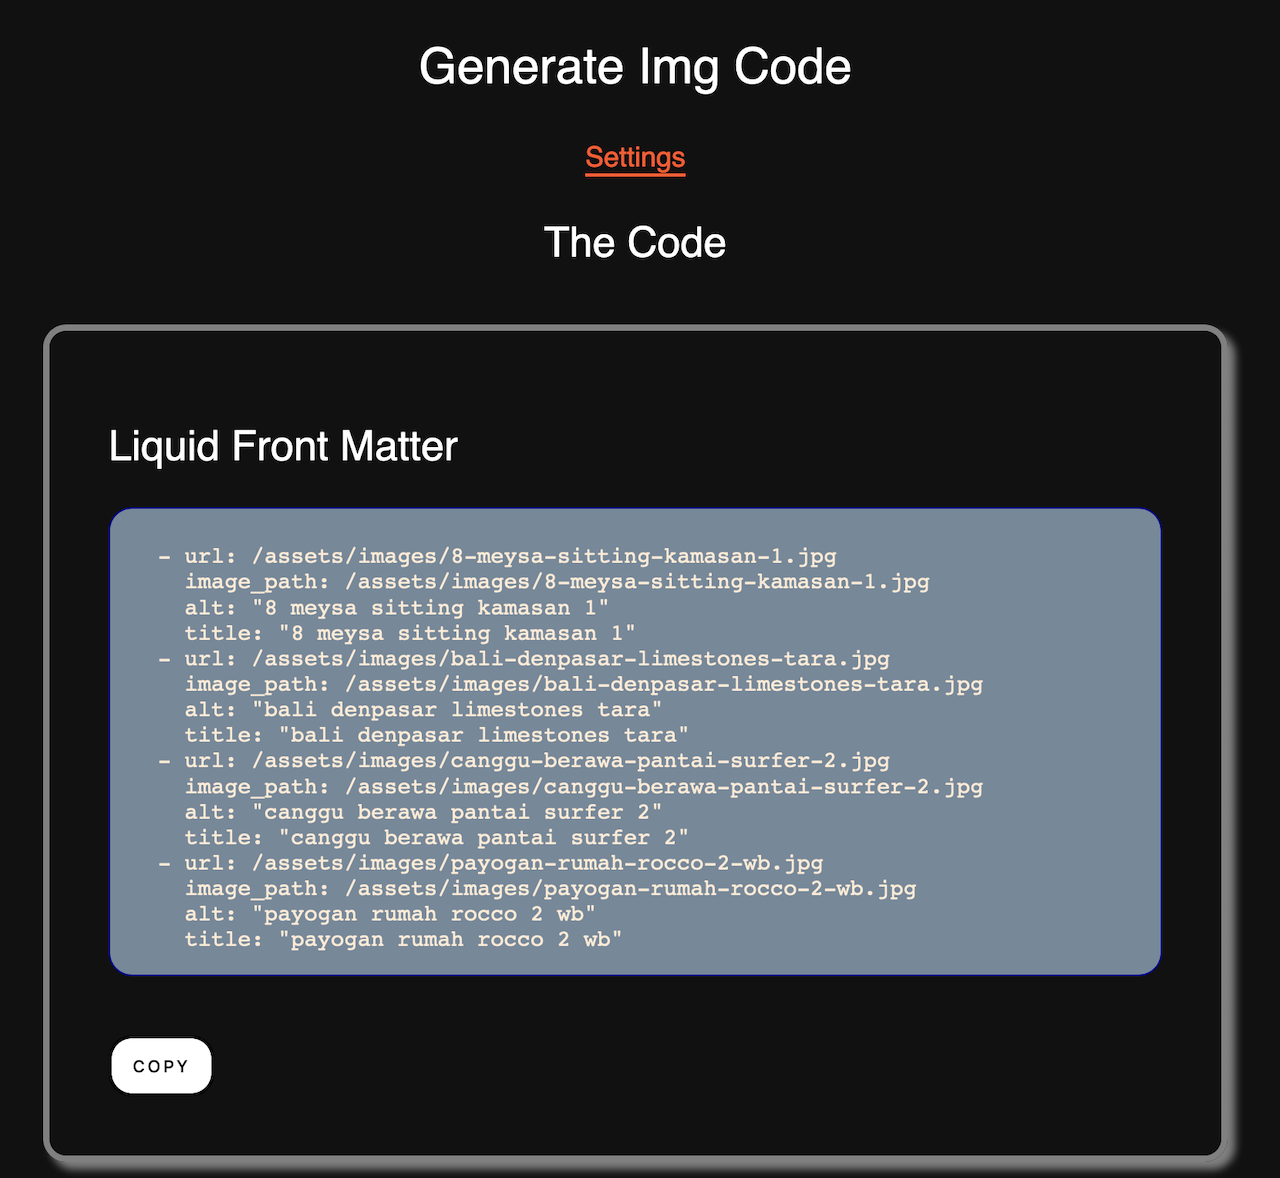 Generate Img Code
Settings
The Code
Liquid Front Matter
- url: /assets/images/8-meysa-sitting-kamasan-1.jpg
  image_path: /assets/images/8-meysa-sitting-kamasan-1.jpg
  alt: "8 meysa sitting kamasan 1"
  title: "8 meysa sitting kamasan 1"
- url: /assets/images/bali-denpasar-limestones-tara.jpg
  image_path: /assets/images/bali-denpasar-limestones-tara.jpg
  alt: "bali denpasar limestones tara"
  title: "bali denpasar limestones tara"
- url: /assets/images/canggu-berawa-pantai-surfer-2.jpg
  image_path: /assets/images/canggu-berawa-pantai-surfer-2.jpg
  alt: "canggu berawa pantai surfer 2"
  title: "canggu berawa pantai surfer 2"
- url: /assets/images/payogan-rumah-rocco-2-wb.jpg
  image_path: /assets/images/payogan-rumah-rocco-2-wb.jpg
  alt: "payogan rumah rocco 2 wb"
  title: "payogan rumah rocco 2 wb"
COPY